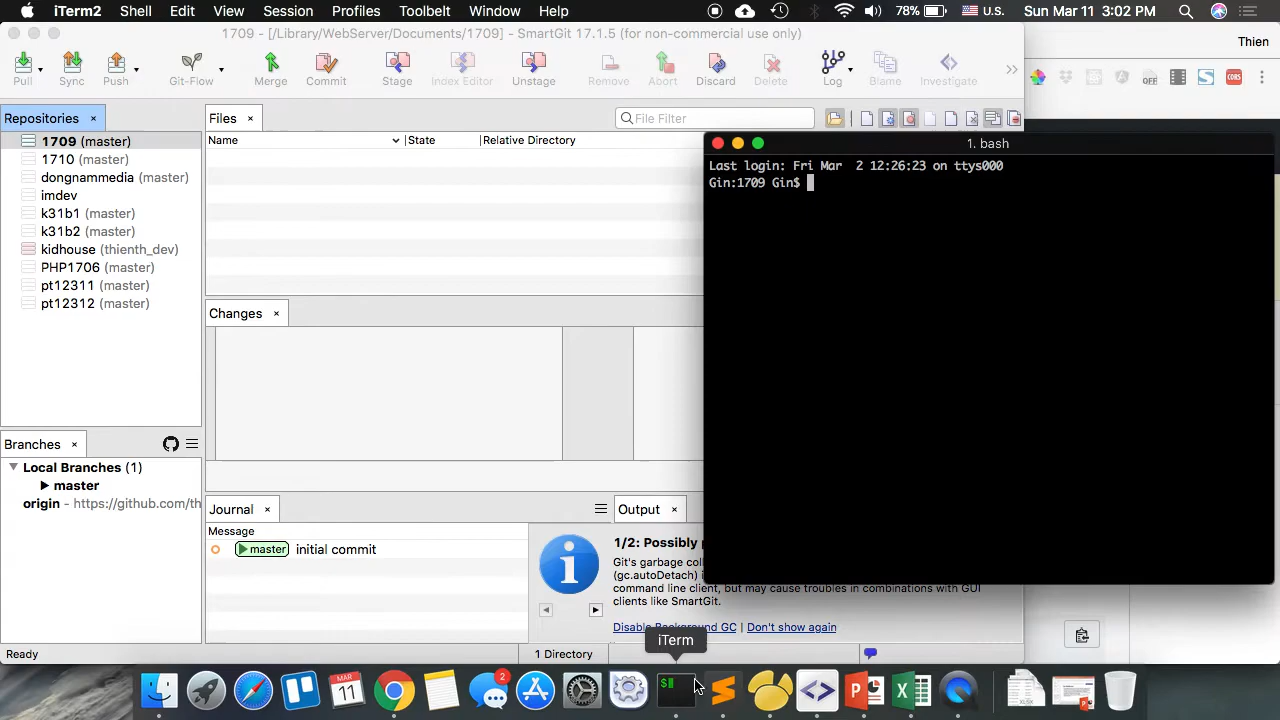 iTerm2 Shell Edit View Session Profiles Toolbelt Window Help 78% U.S. Sun Mar 11 3:02 PM
1709 - [/Library/WebServer/Documents/1709] - SmartGit 17.1.5 (for non-commercial use only)
Thien
Pull Sync Push Git-Flow Merge Commit Stage Index Editor Unstage Remove Abort Discard Delete Log Blame Investigate
OFF CORS
Repositories
1709 (master)
1710 (master)
dongnammedia (master)
imdev
k31b1 (master)
k31b2 (master)
kidhouse (thienth_dev)
PHP1706 (master)
pt12311 (master)
pt12312 (master)
Files
File Filter
Name State Relative Directory
1. bash
Last login: Fri Mar  2 12:26:23 on ttys000
Gin:1709 Gin$
Changes
Branches
Local Branches (1)
master
origin - https://github.com/th
Journal
Message
master initial commit
Output
1/2: Possibly
Git's garbage col
(gc.autoDetach) i
command line client, but may cause troubles in combinations with GUI
clients like SmartGit.
Disable Background GC | Don't show again
iTerm
Ready
1 Directory
MAR
2
XLSX